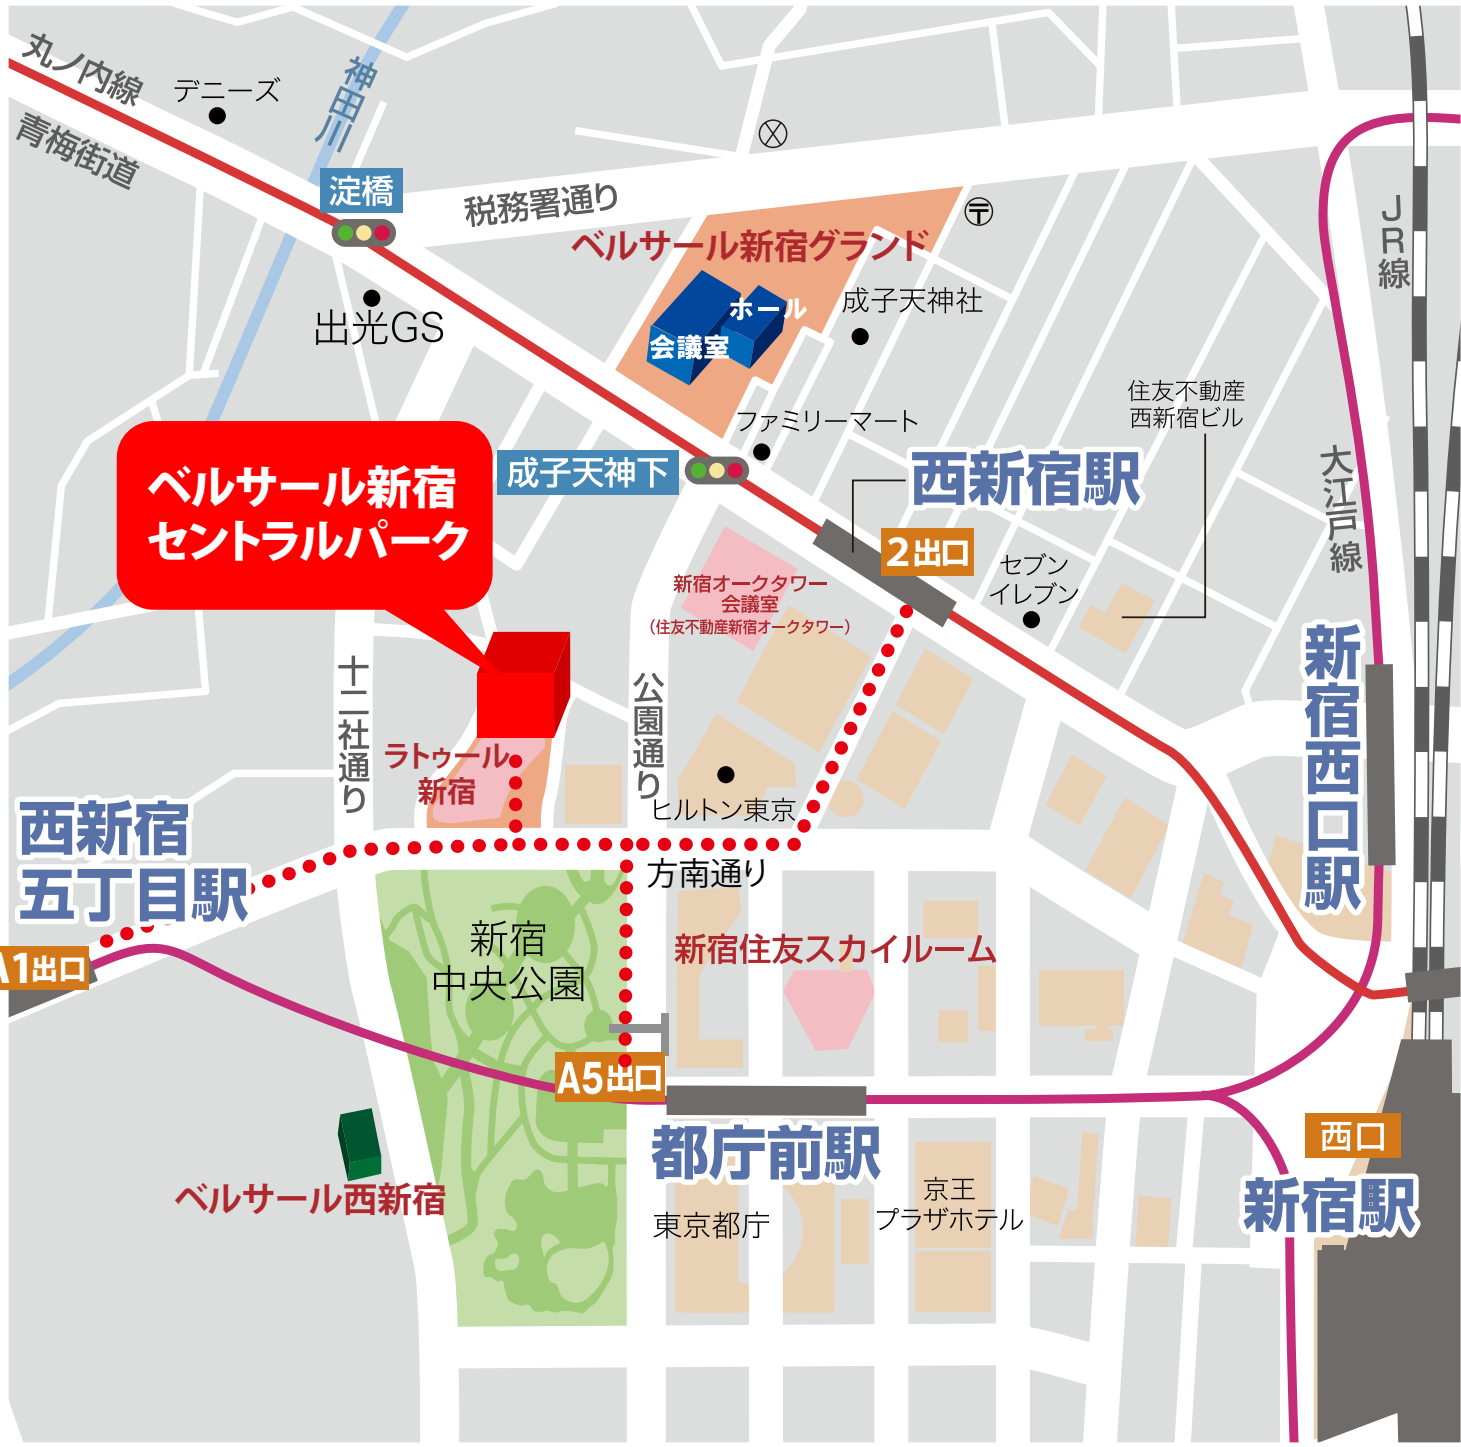 丸ノ内線
青梅街道
デニーズ
神田川
淀橋
税務署通り
ベルサール新宿グランド
ホール
会議室
成子天神社
出光GS
JR線
住友不動産
西新宿ビル
ファミリーマート
成子天神下
西新宿駅
2出口
大江戸線
ベルサール新宿
セントラルパーク
セブン
イレブン
新宿オークタワー
会議室
(住友不動産新宿オークタワー)
新宿西口駅
十二社通り
公園通り
ラトゥール
新宿
ヒルトン東京
西新宿
五丁目駅
方南通り
A1出口
新宿
中央公園
新宿住友スカイルーム
A5出口
都庁前駅
西口
新宿駅
ベルサール西新宿
東京都庁
京王
プラザホテル